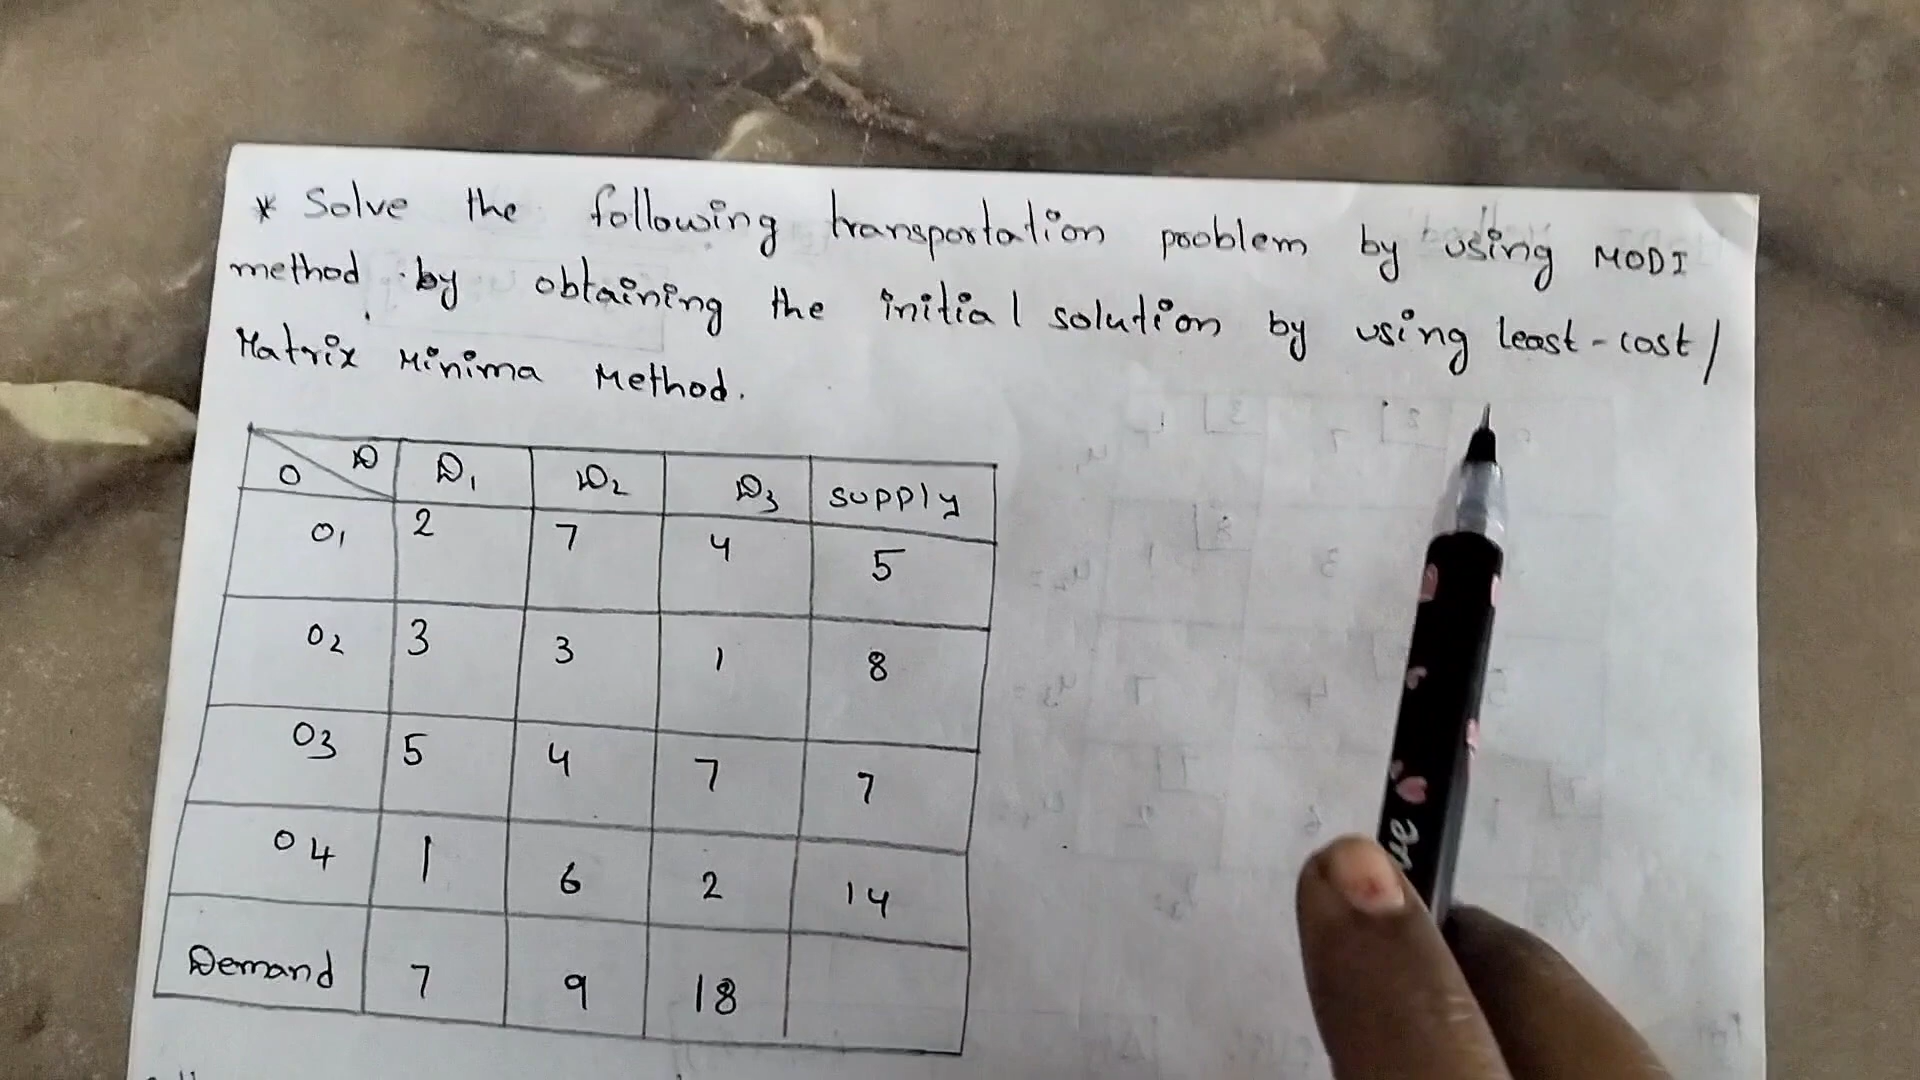 * Solve the following transportation problem by using MODI
method by obtaining the initial solution by using least-cost/
Matrix Minima Method.
O D D1 D2 D3 supply
O1 2 7 4 5
O2 3 3 1 8
O3 5 4 7 7
O4 1 6 2 14
Demand 7 9 18